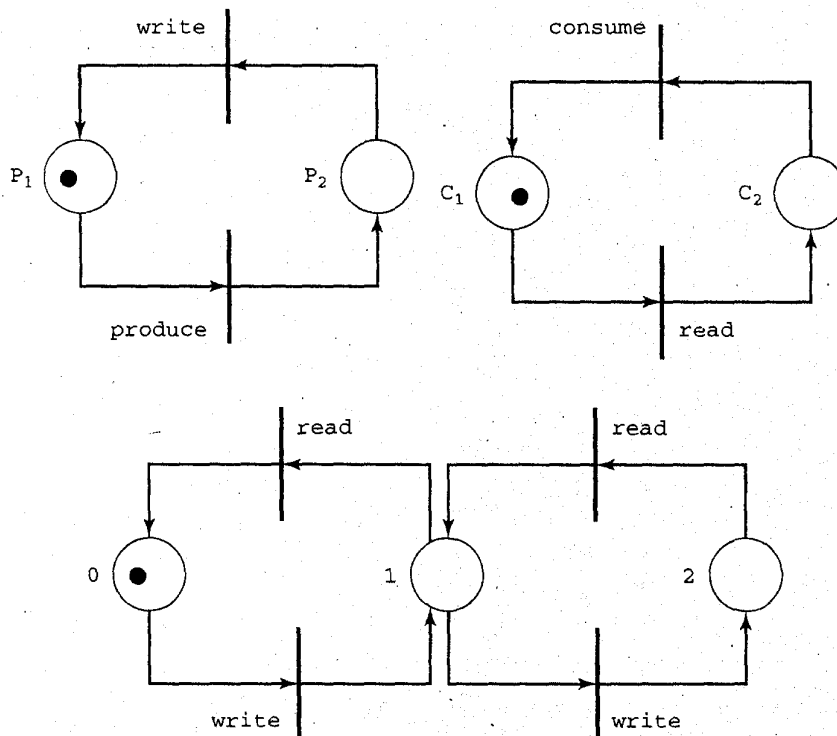 write
consume
P₁
P₂
C₁
C₂
produce
read
read
read
0
1
2
write
write